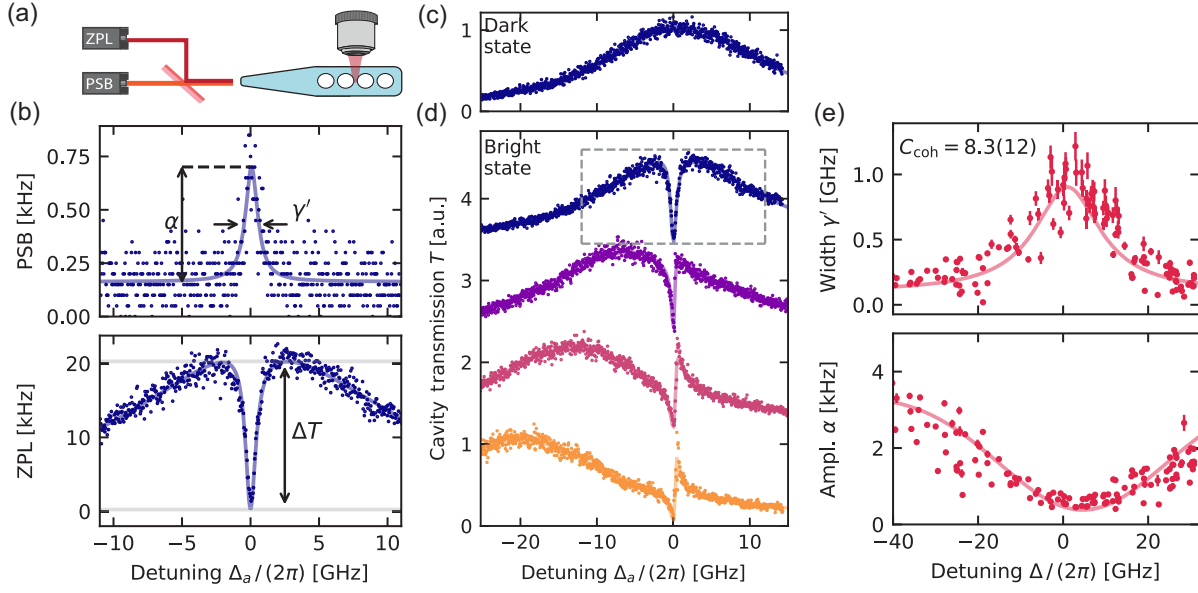 (a)
ZPL
PSB
(b)
PSB [kHz]
0.75
0.50
0.25
0.00
α
γ′
ZPL [kHz]
20
10
0
ΔT
−10
−5
0
5
10
Detuning Δa/(2π) [GHz]
(c)
Dark
state
1
0
(d)
Bright
state
Cavity transmission T [a.u.]
4
3
2
1
0
−20
−10
0
10
Detuning Δa/(2π) [GHz]
(e)
Ccoh = 8.3(12)
Width γ′ [GHz]
1.0
0.5
0.0
Ampl. α [kHz]
4
2
0
−40
−20
0
20
Detuning Δ/(2π) [GHz]